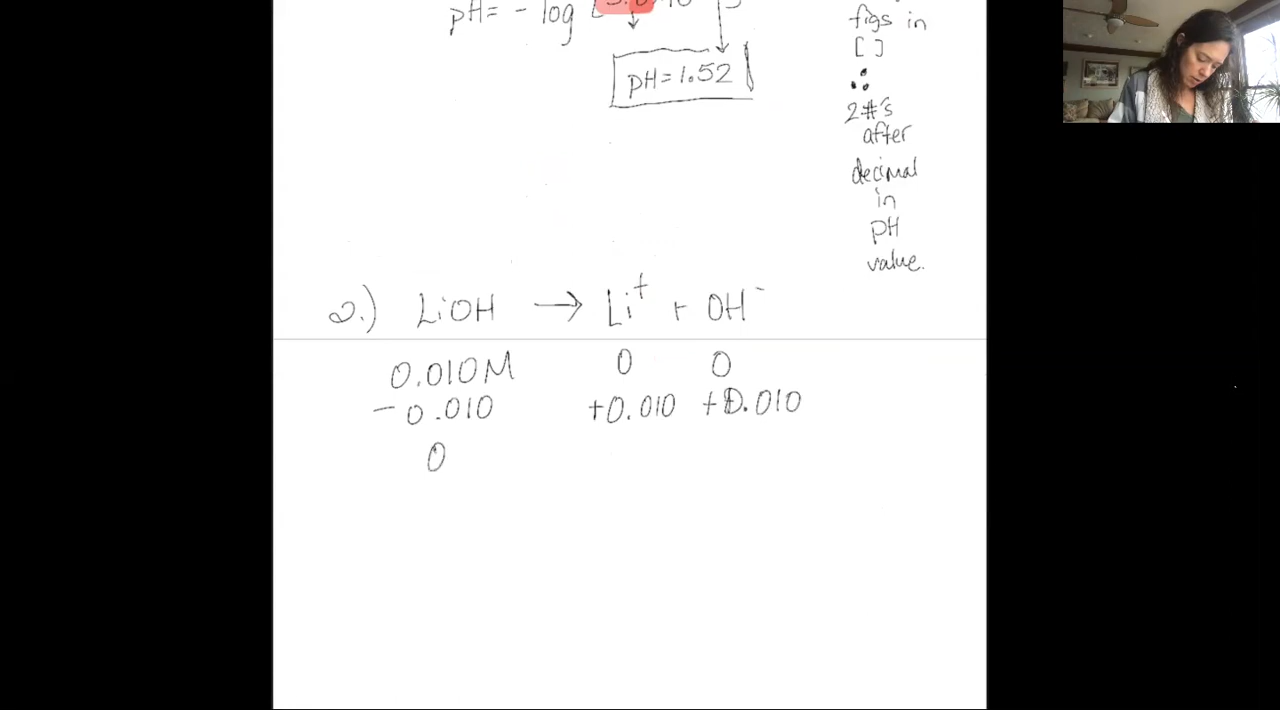 pH = - log [
pH = 1.52
figs in
[ ]
∴
2 #'s
after
decimal
in
pH
value.
2.) LiOH → Li⁺ + OH⁻
0.010M 0 0
- 0.010 +0.010 +0.010
0